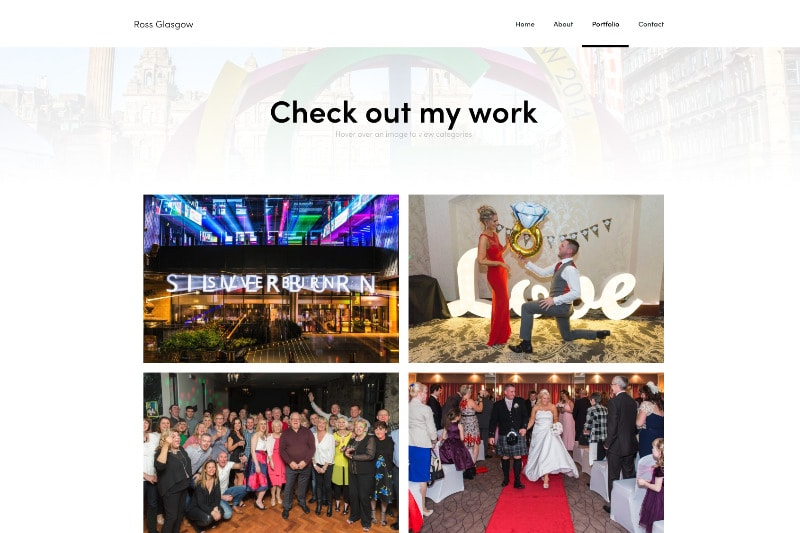 Ross Glasgow
Home About Portfolio Contact
2014
Check out my work
Hover over an image to view categories
SILVERBURN
Love